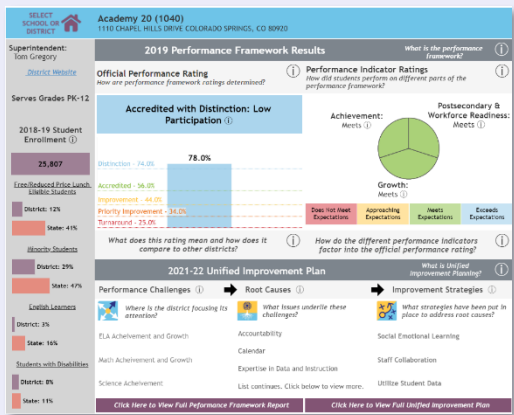 SELECT
SCHOOL OR
DISTRICT
Academy 20 (1040)
1110 CHAPEL HILLS DRIVE COLORADO SPRINGS, CO 80920
Superintendent:
Tom Gregory
District Website
Serves Grades PK-12
2018-19 Student
Enrollment
25,807
Free/Reduced Price Lunch
Eligible Students
District: 12%
State: 41%
Minority Students
District: 29%
State: 47%
English Learners
District: 3%
State: 16%
Students with Disabilities
District: 8%
State: 11%
2019 Performance Framework Results
What is the performance
framework?
Official Performance Rating
How are performance framework ratings determined?
Accredited with Distinction: Low
Participation
78.0%
Distinction - 74.0%
Accredited - 56.0%
Improvement - 44.0%
Priority Improvement - 34.0%
Turnaround - 25.0%
What does this rating mean and how does it
compare to other districts?
Performance Indicator Ratings
How did students perform on different parts of the
performance framework?
Achievement:
Meets
Postsecondary &
Workforce Readiness:
Meets
Growth:
Meets
Does Not Meet
Expectations
Approaching
Expectations
Meets
Expectations
Exceeds
Expectations
How do the different performance indicators
factor into the official performance rating?
2021-22 Unified Improvement Plan
What is Unified
Improvement Planning?
Performance Challenges
Where is the district focusing its
attention?
ELA Acheivement and Growth
Math Acheivement and Growth
Science Acheivement
Root Causes
What issues underlie these
challenges?
Accountability
Calendar
Expertise in Data and Instruction
List continues, Click below to view more.
Improvement Strategies
What strategies have been put in
place to address root causes?
Social Emotional Learning
Staff Collaboration
Utilize Student Data
Click Here to View Full Peformance Framework Report
Click Here to View Full Unified Improvement Plan